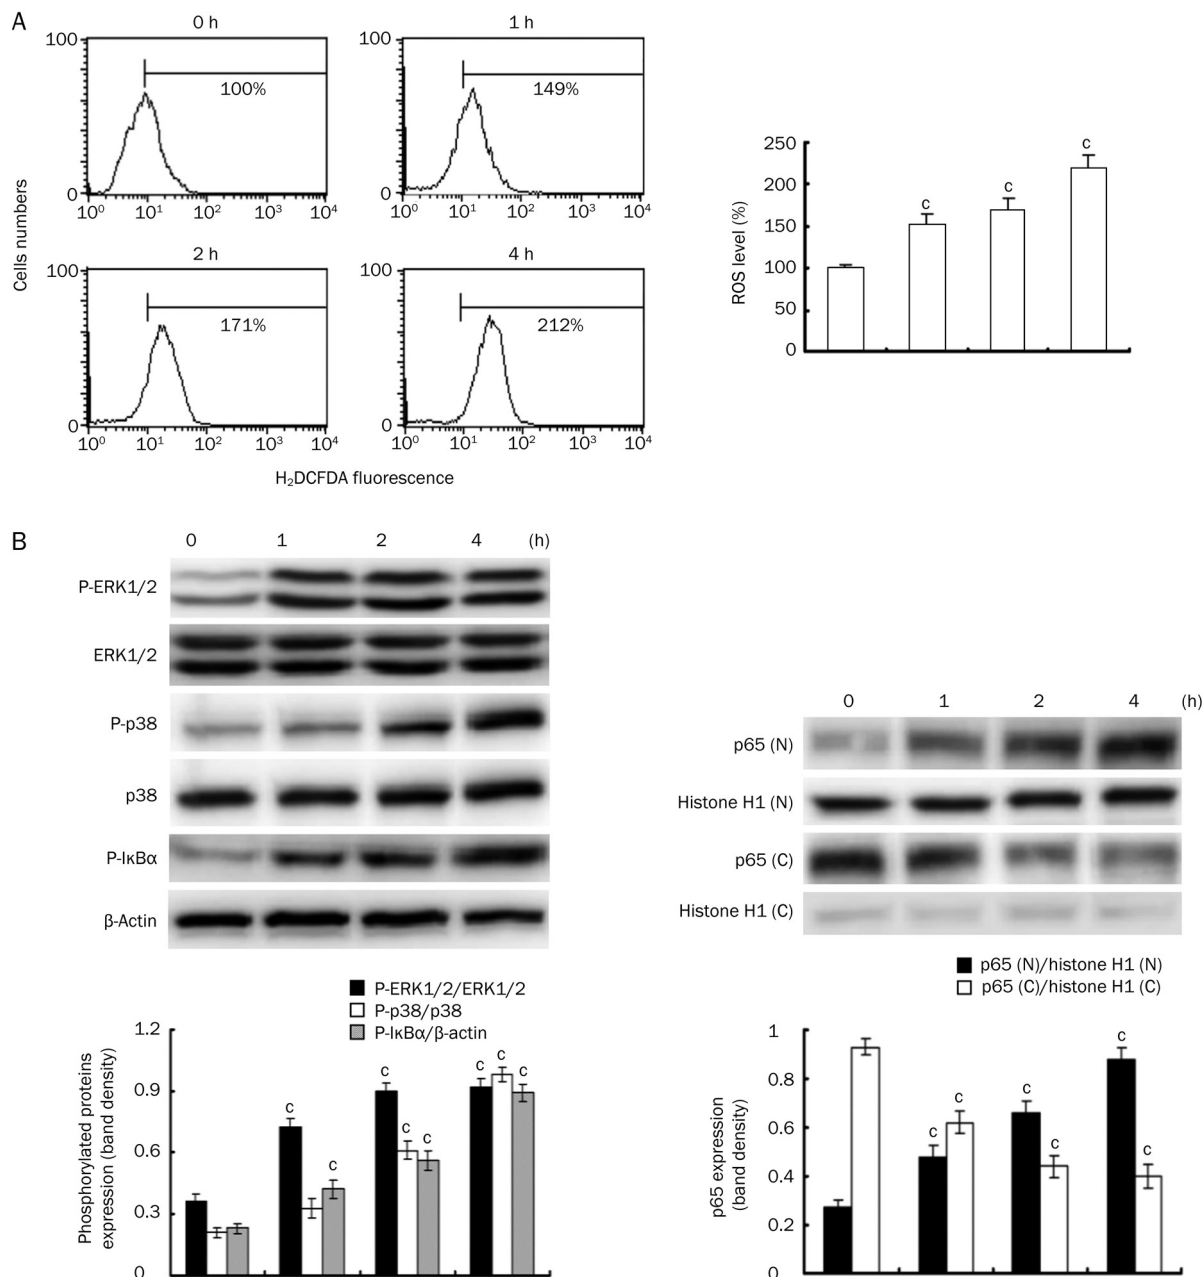 A
0 h
1 h
100
100%
0
10⁰ 10¹ 10² 10³ 10⁴
100
149%
0
10⁰ 10¹ 10² 10³ 10⁴
Cells numbers
2 h
4 h
100
171%
0
10⁰ 10¹ 10² 10³ 10⁴
100
212%
0
10⁰ 10¹ 10² 10³ 10⁴
H₂DCFDA fluorescence
ROS level (%)
250
200
150
100
50
0
c
c
c
B
0 1 2 4 (h)
P-ERK1/2
ERK1/2
P-p38
p38
P-IκBα
β-Actin
P-ERK1/2/ERK1/2
P-p38/p38
P-IκBα/β-actin
Phosphorylated proteins
expression (band density)
1.2
0.9
0.6
0.3
0
c
c
c
c
c
c
c
c
0 1 2 4 (h)
p65 (N)
Histone H1 (N)
p65 (C)
Histone H1 (C)
p65 (N)/histone H1 (N)
p65 (C)/histone H1 (C)
p65 expression
(band density)
1
0.8
0.6
0.4
0.2
0
c
c
c
c
c
c